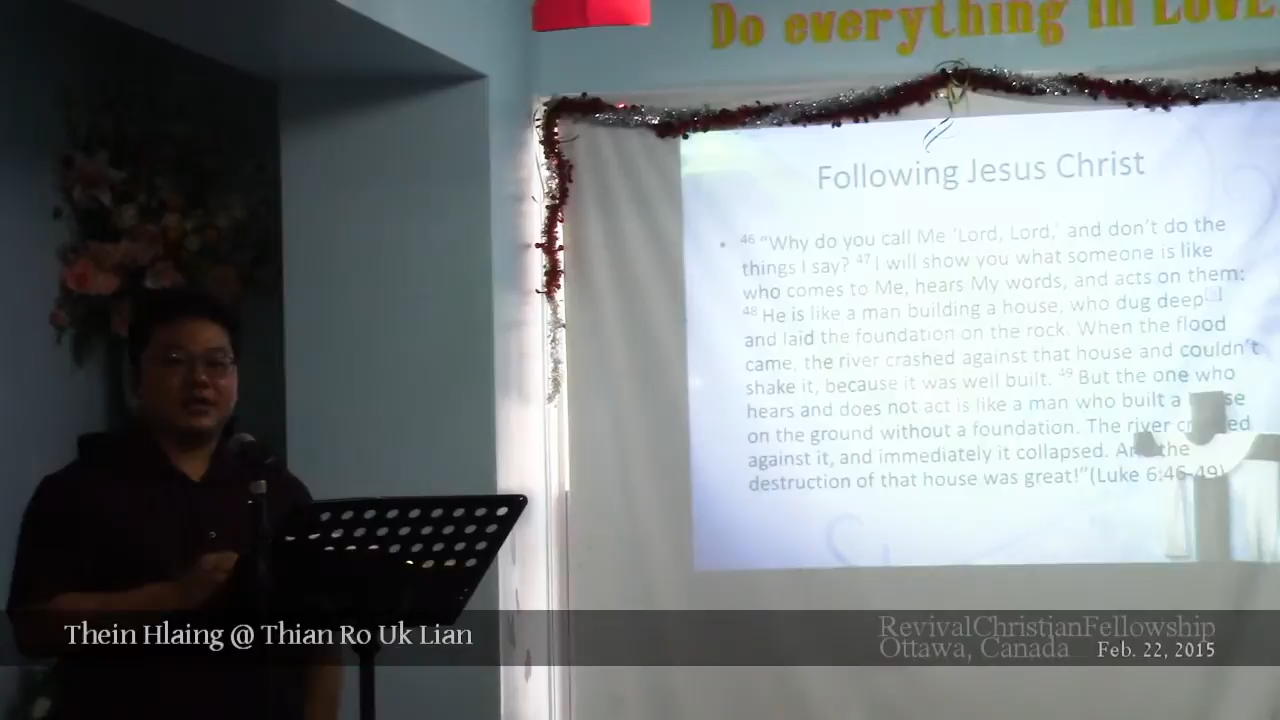 Do everything in LOVE
Following Jesus Christ
• ⁴⁶ “Why do you call Me ‘Lord, Lord,’ and don’t do the
things I say? ⁴⁷ I will show you what someone is like
who comes to Me, hears My words, and acts on them:
⁴⁸ He is like a man building a house, who dug deep
and laid the foundation on the rock. When the flood
came, the river crashed against that house and couldn’t
shake it, because it was well built. ⁴⁹ But the one who
hears and does not act is like a man who built a
on the ground without a foundation. The river
against it, and immediately it collapsed. the
destruction of that house was great!”(Luke 6:46-49)
Thein Hlaing @ Thian Ro Uk Lian
RevivalChristianFellowship
Ottawa, Canada Feb. 22, 2015